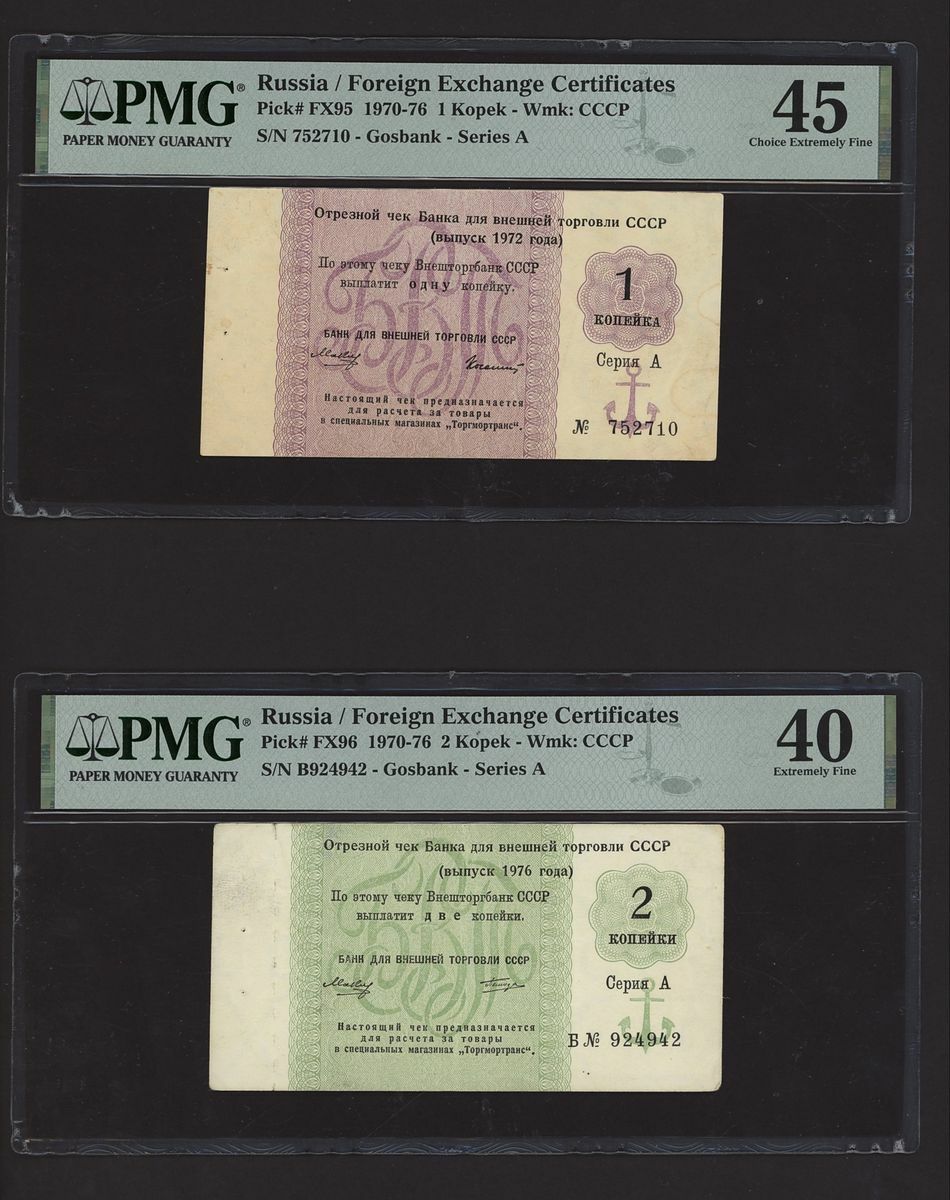 PMG®
PAPER MONEY GUARANTY
Russia / Foreign Exchange Certificates
Pick# FX95 1970-76 1 Kopek - Wmk: CCCP
S/N 752710 - Gosbank - Series A
45
Choice Extremely Fine
Отрезной чек Банка для внешней торговли СССР
(выпуск 1972 года)
По этому чеку Внешторгбанк СССР
выплатит одну копейку.
БАНК ДЛЯ ВНЕШНЕЙ ТОРГОВЛИ СССР
Настоящий чек предназначается
для расчета за товары
в специальных магазинах „Торгмортранс“.
1
КОПЕЙКА
Серия А
№ 752710
PMG®
PAPER MONEY GUARANTY
Russia / Foreign Exchange Certificates
Pick# FX96 1970-76 2 Kopek - Wmk: CCCP
S/N B924942 - Gosbank - Series A
40
Extremely Fine
Отрезной чек Банка для внешней торговли СССР
(выпуск 1976 года)
По этому чеку Внешторгбанк СССР
выплатит две копейки.
БАНК ДЛЯ ВНЕШНЕЙ ТОРГОВЛИ СССР
Настоящий чек предназначается
для расчета за товары
в специальных магазинах „Торгмортранс“.
2
КОПЕЙКИ
Серия А
Б № 924942